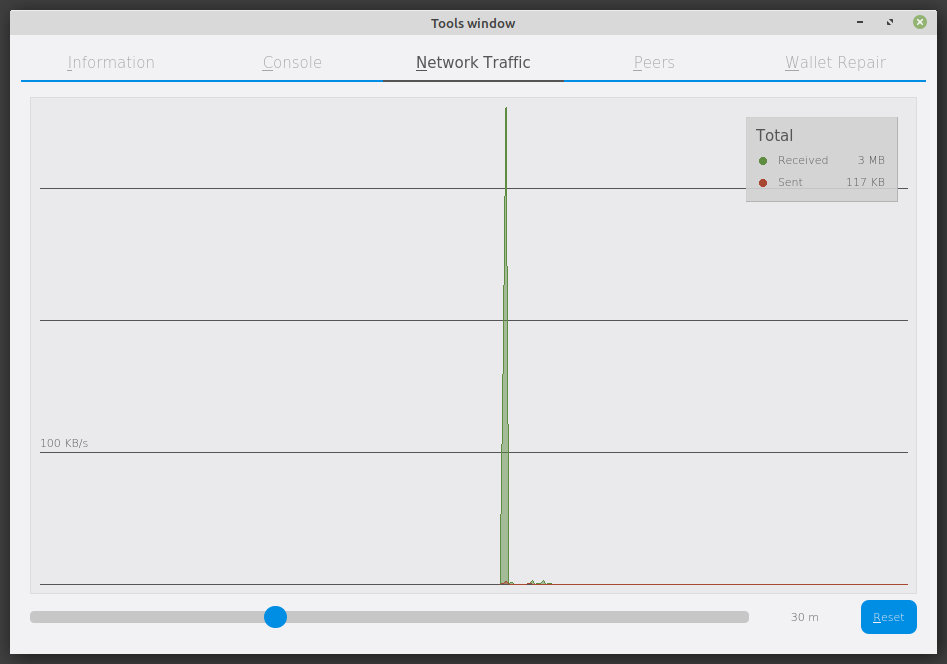 Tools window
Information Console Network Traffic Peers Wallet Repair
Total
Received 3 MB
Sent 117 KB
100 KB/s
30 m Reset